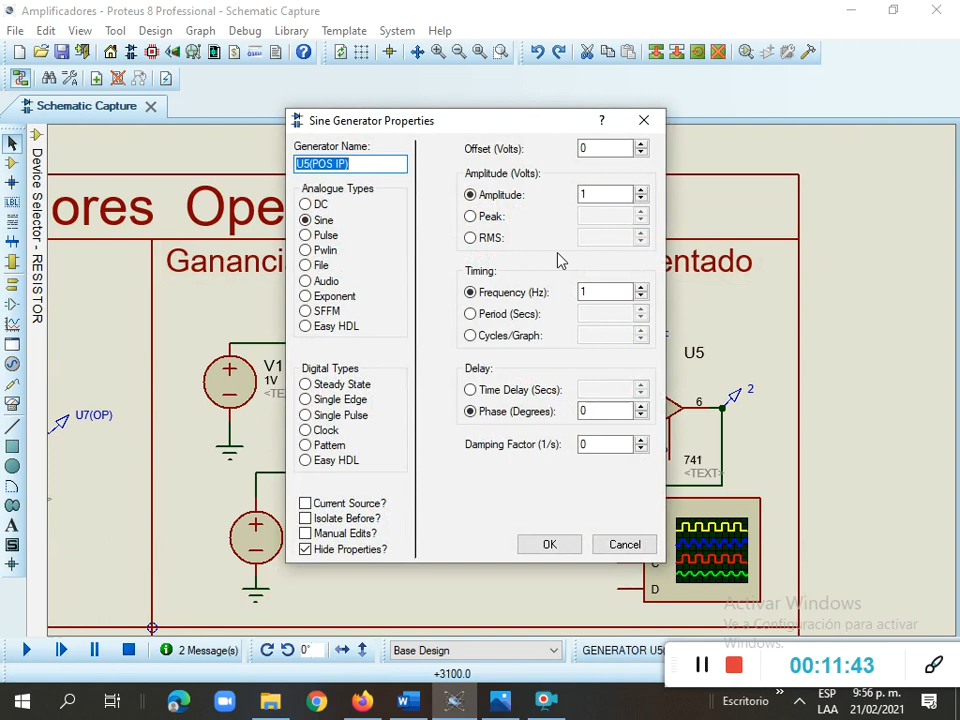 Amplificadores - Proteus 8 Professional - Schematic Capture
File Edit View Tool Design Graph Debug Library Template System Help
Schematic Capture
Device Selector - RESISTOR
LBL
A
ores Ope
Gananci
entado
V1
1V
<TE
U7(OP)
U5
6
2
741
<TEXT>
D
Sine Generator Properties
?
Generator Name:
U5(POS IP)
Analogue Types
DC
Sine
Pulse
Pwlin
File
Audio
Exponent
SFFM
Easy HDL
Digital Types
Steady State
Single Edge
Single Pulse
Clock
Pattern
Easy HDL
Current Source?
Isolate Before?
Manual Edits?
Hide Properties?
Offset (Volts): 0
Amplitude (Volts):
Amplitude: 1
Peak:
RMS:
Timing:
Frequency (Hz): 1
Period (Secs):
Cycles/Graph:
Delay:
Time Delay (Secs):
Phase (Degrees): 0
Damping Factor (1/s): 0
OK Cancel
Activar Windows
Ve a Configuración para activar
Windows.
2 Message(s) 0° Base Design GENERATOR U5
+3100.0
00:11:43
Escritorio » ESP LAA 9:56 p. m. 21/02/2021